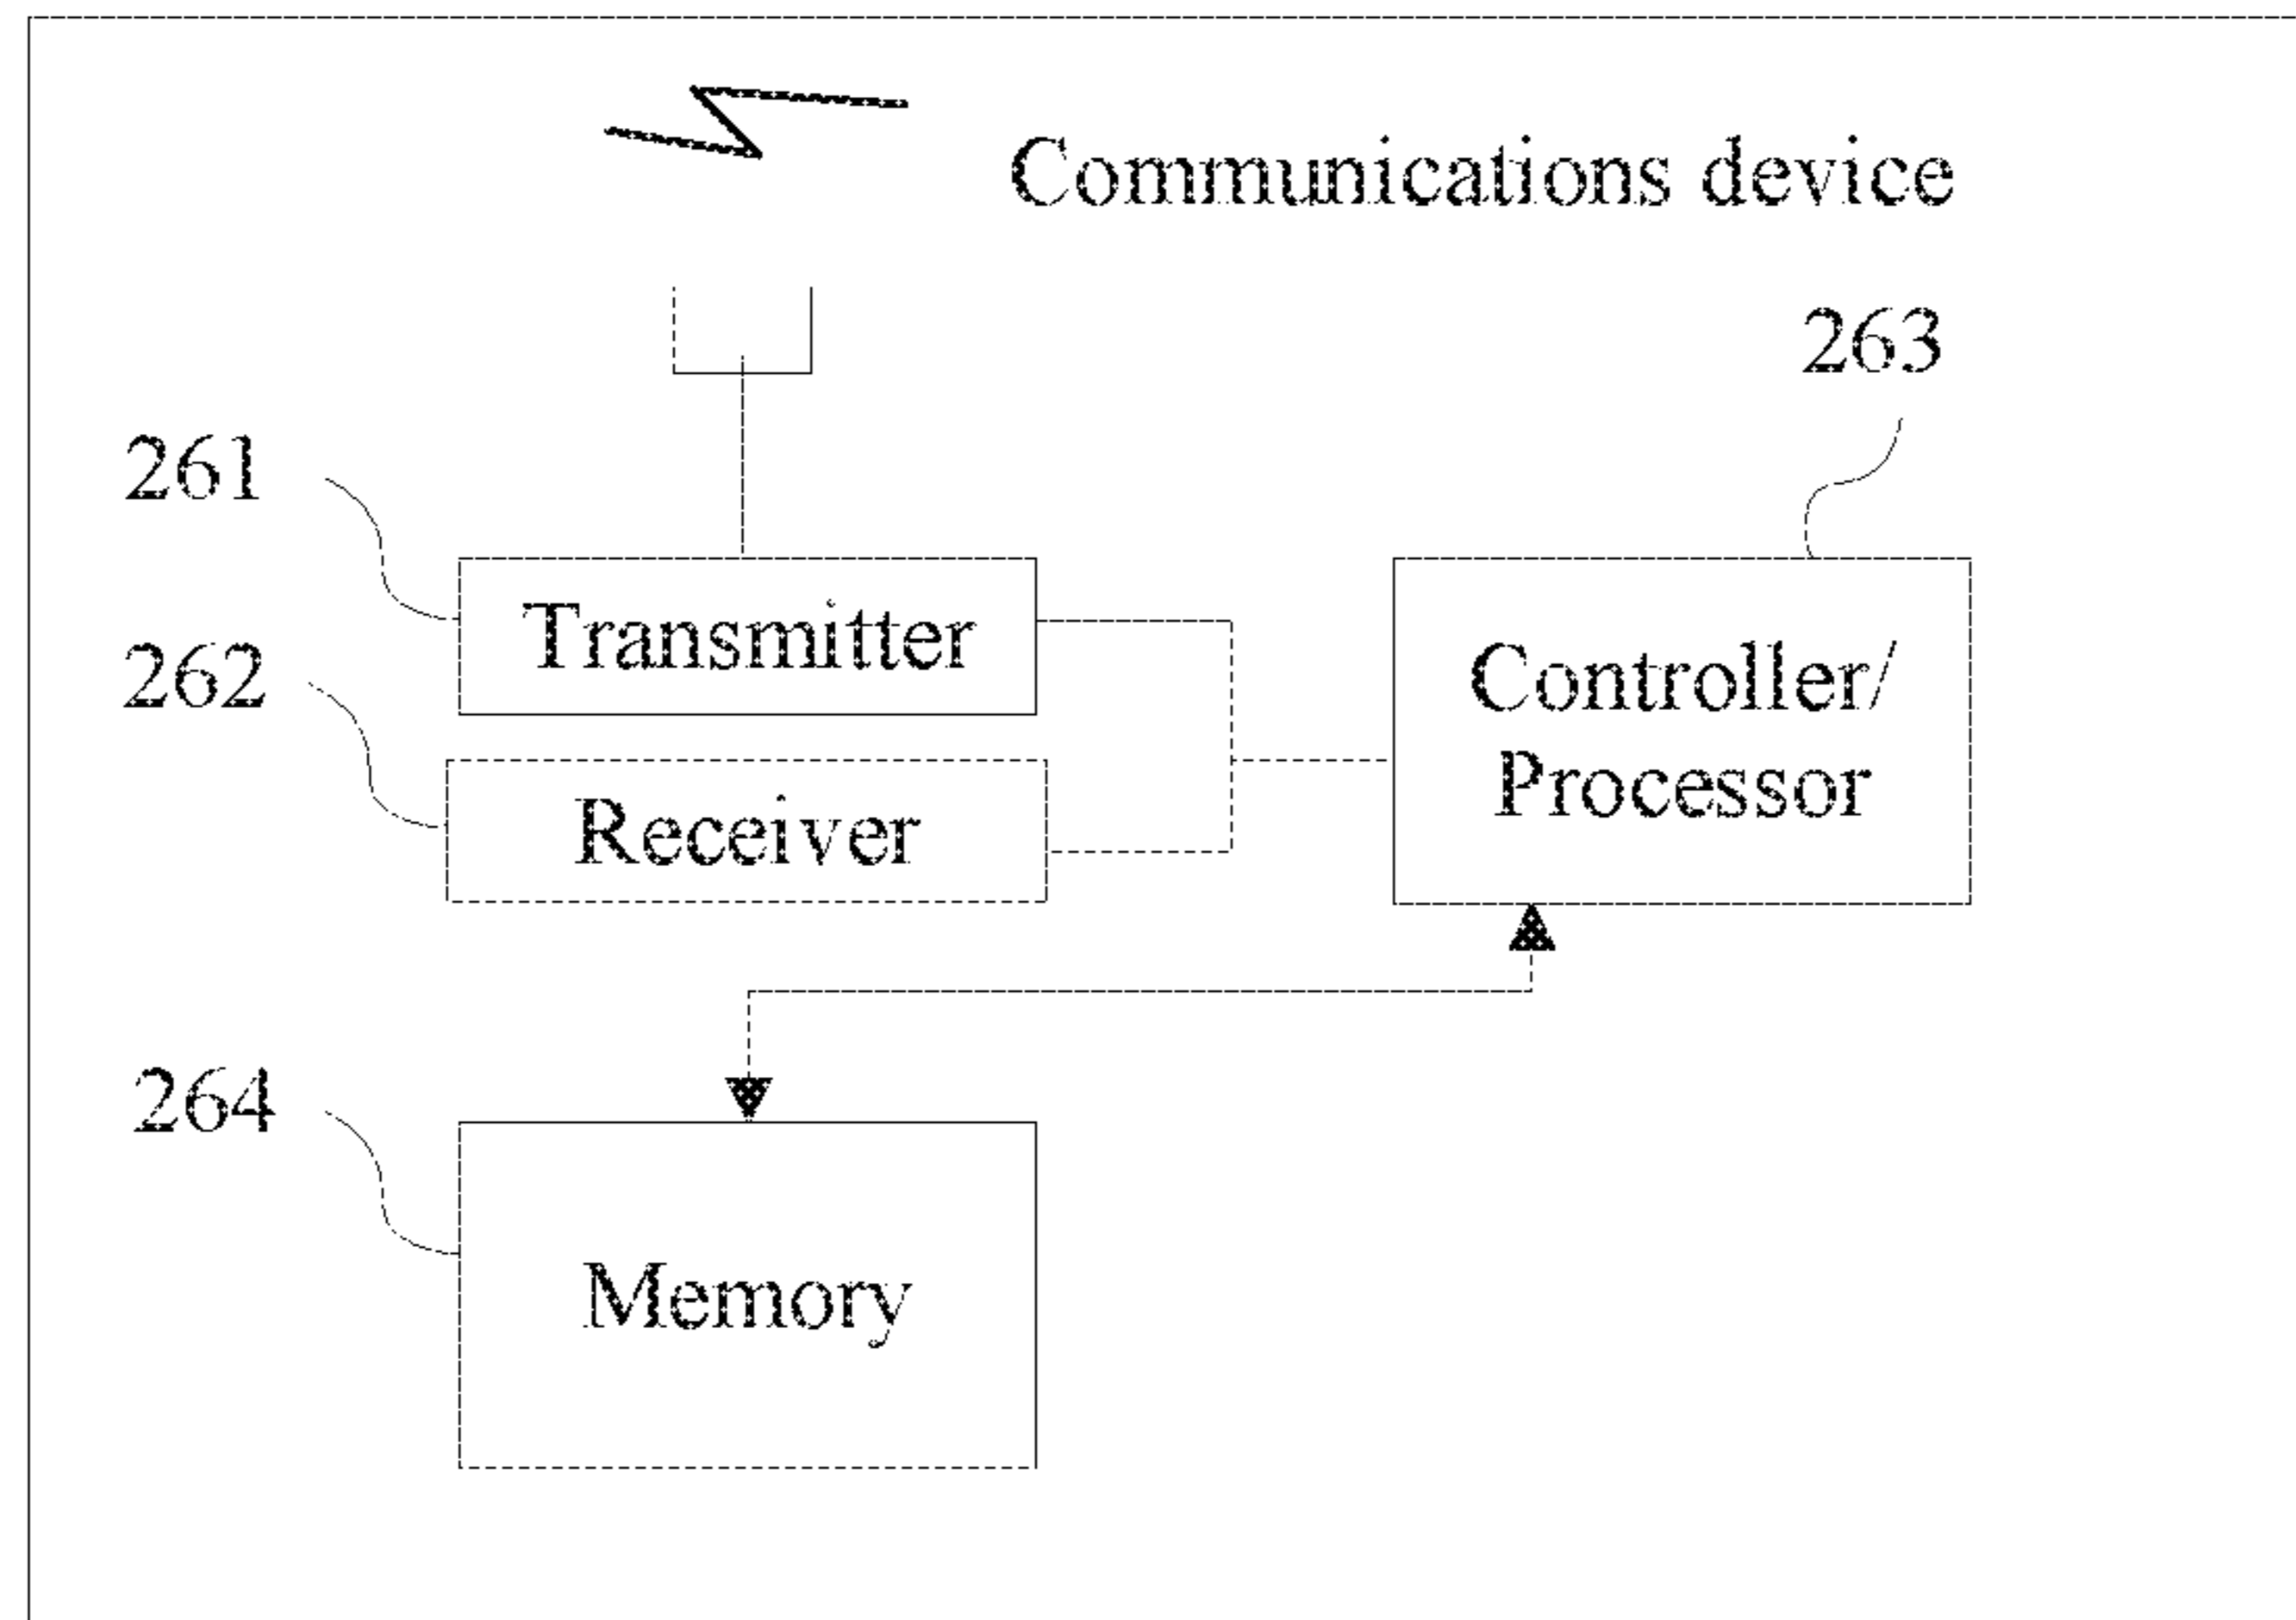 Communications device
263
261
Transmitter
Controller/
Processor
262
Receiver
264
Memory